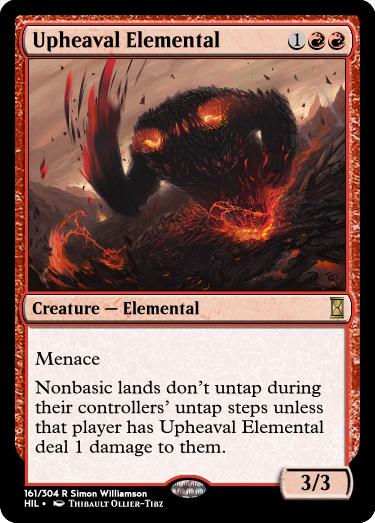 Upheaval Elemental 1
Creature — Elemental
Menace
Nonbasic lands don't untap during
their controllers' untap steps unless
that player has Upheaval Elemental
deal 1 damage to them.
3/3
161/304 R Simon Williamson
HIL • Thibault Ollier-Tibz